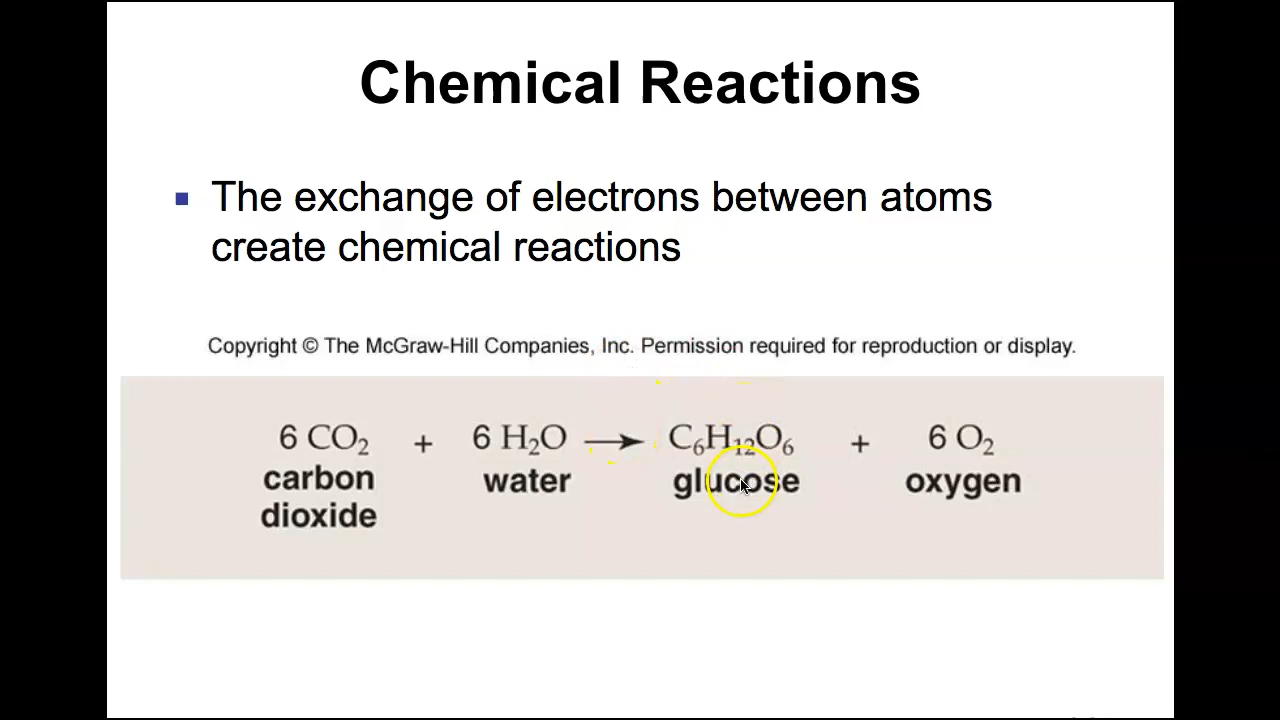 Chemical Reactions
The exchange of electrons between atoms
create chemical reactions
Copyright © The McGraw-Hill Companies, Inc. Permission required for reproduction or display.
6 CO₂ + 6 H₂O → C₆H₁₂O₆ + 6 O₂
carbon water glucose oxygen
dioxide